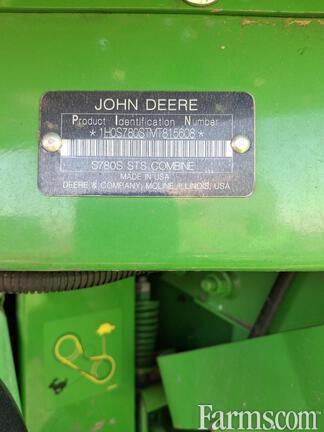 JOHN DEERE
Product Identification Number
*1H0S780STMT815608*
S780S STS COMBINE
MADE IN USA
DEERE & COMPANY, MOLINE ILLINOIS, USA
Farms.com®